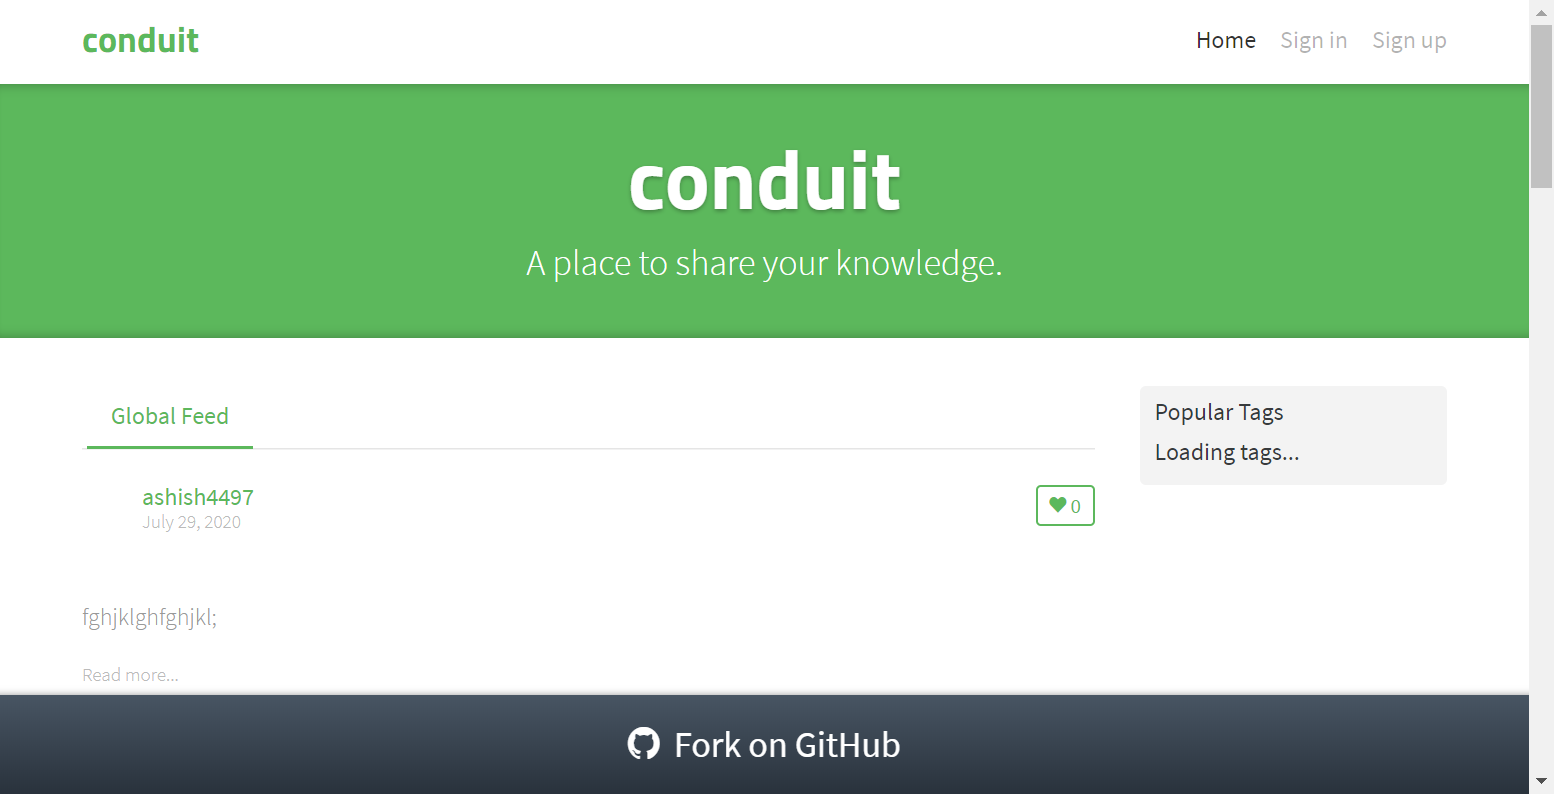 conduit
Home Sign in Sign up
conduit
A place to share your knowledge.
Global Feed
Popular Tags
Loading tags...
ashish4497
July 29, 2020
0
fghjklghfghjkl;
Read more...
Fork on GitHub